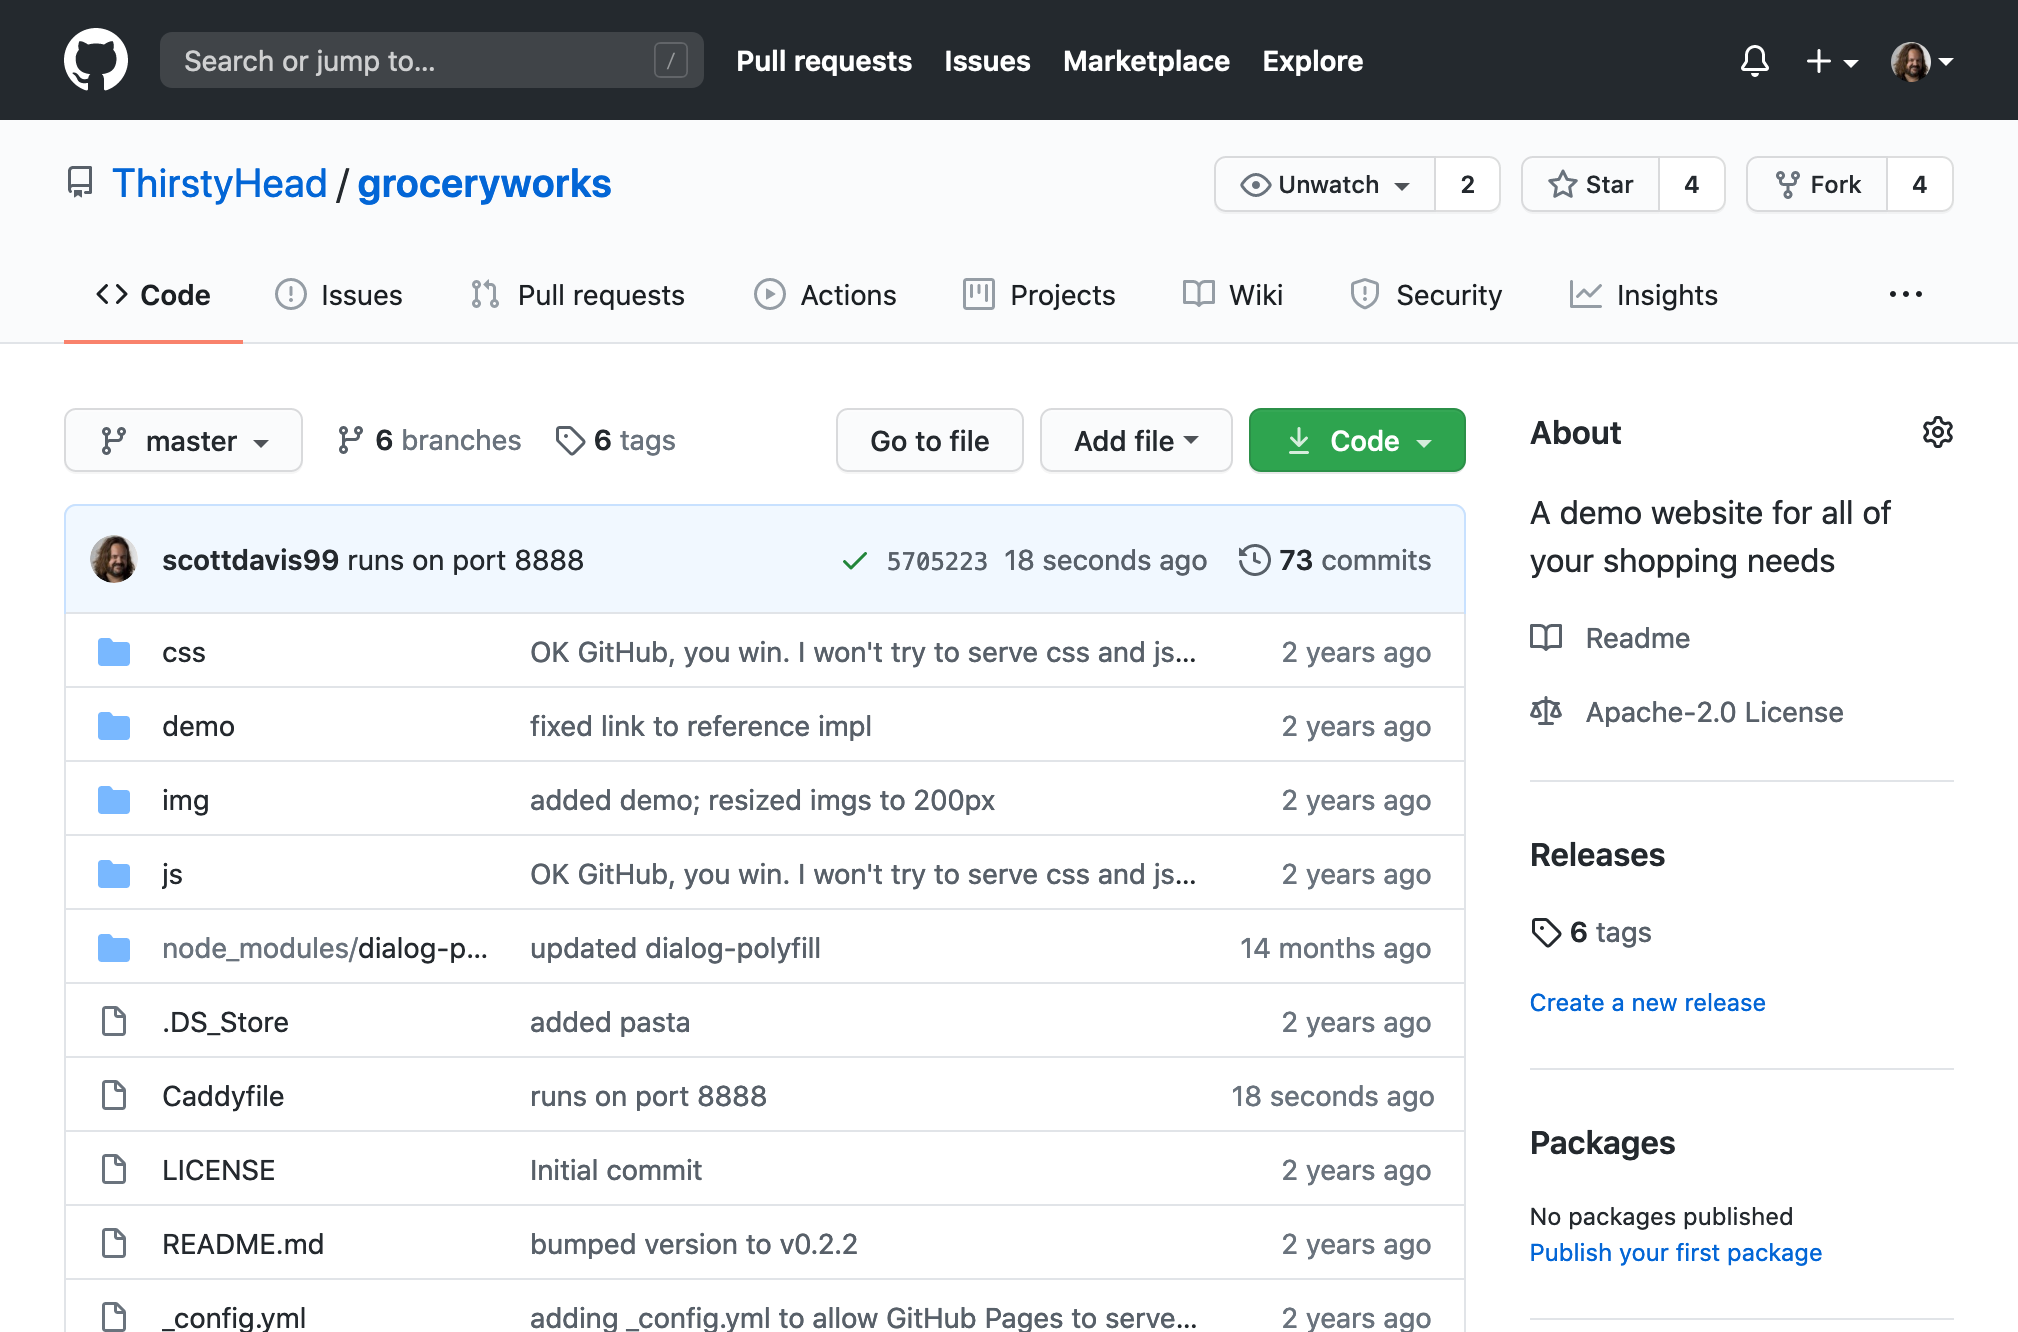 Search or jump to... /
Pull requests Issues Marketplace Explore
ThirstyHead / groceryworks
Unwatch 2 Star 4 Fork 4
Code Issues Pull requests Actions Projects Wiki Security Insights ...
master 6 branches 6 tags Go to file Add file Code
scottdavis99 runs on port 8888 5705223 18 seconds ago 73 commits
css OK GitHub, you win. I won't try to serve css and js... 2 years ago
demo fixed link to reference impl 2 years ago
img added demo; resized imgs to 200px 2 years ago
js OK GitHub, you win. I won't try to serve css and js... 2 years ago
node_modules/dialog-p... updated dialog-polyfill 14 months ago
.DS_Store added pasta 2 years ago
Caddyfile runs on port 8888 18 seconds ago
LICENSE Initial commit 2 years ago
README.md bumped version to v0.2.2 2 years ago
_config.yml adding _config.yml to allow GitHub Pages to serve... 2 years ago
About
A demo website for all of
your shopping needs
Readme
Apache-2.0 License
Releases
6 tags
Create a new release
Packages
No packages published
Publish your first package